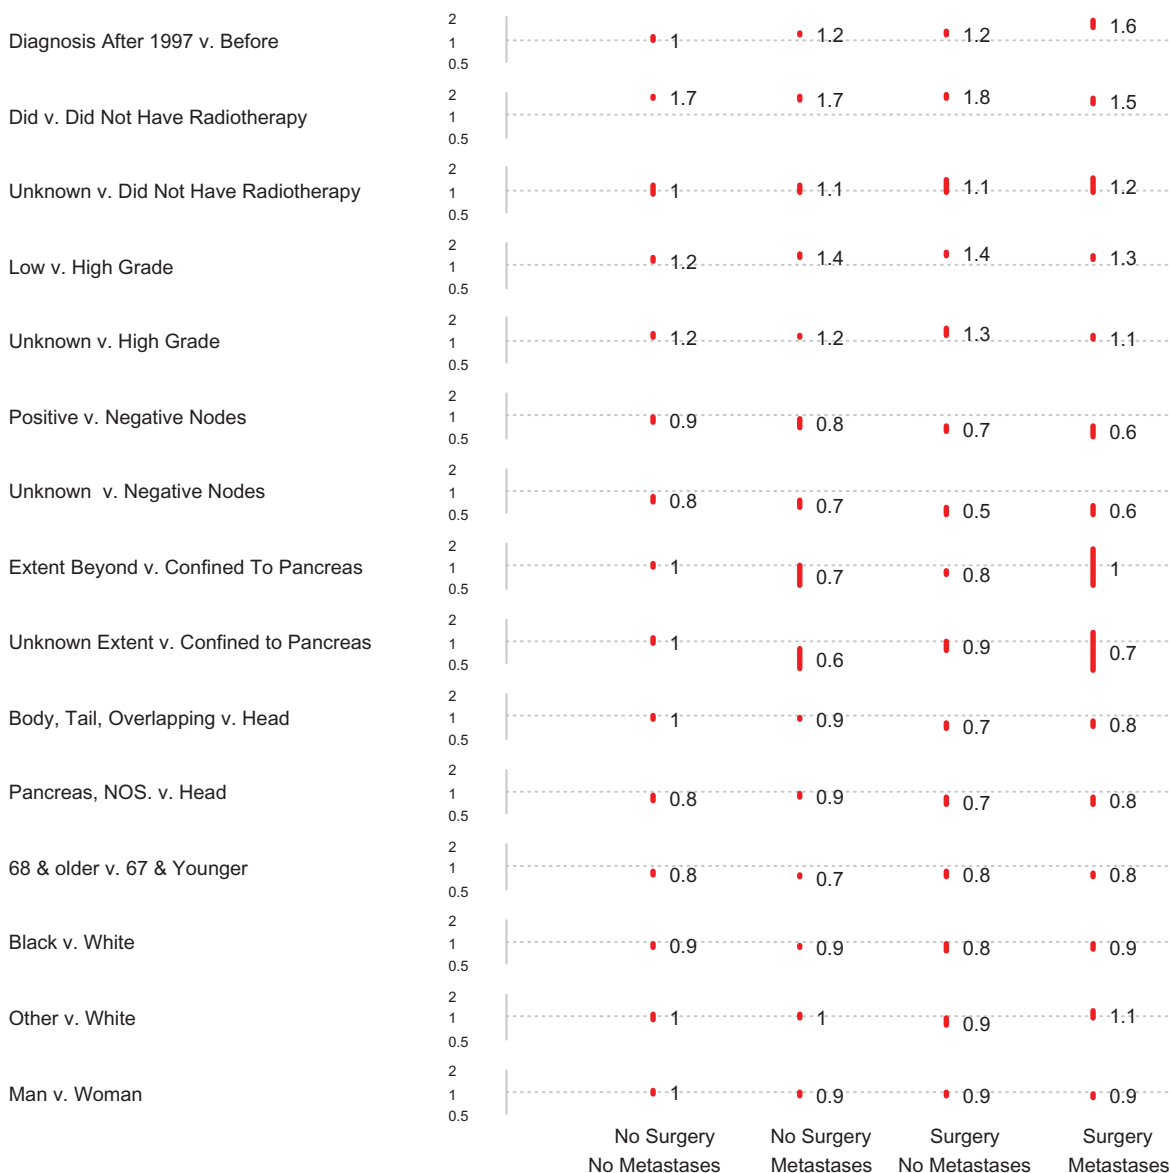 2
Diagnosis After 1997 v. Before 1 1 1.2 1.2 1.6
0.5
2
Did v. Did Not Have Radiotherapy 1 1.7 1.7 1.8 1.5
0.5
2
Unknown v. Did Not Have Radiotherapy 1 1 1.1 1.1 1.2
0.5
2
Low v. High Grade 1 1.2 1.4 1.4 1.3
0.5
2
Unknown v. High Grade 1 1.2 1.2 1.3 1.1
0.5
2
Positive v. Negative Nodes 1 0.9 0.8 0.7 0.6
0.5
2
Unknown v. Negative Nodes 1 0.8 0.7 0.5 0.6
0.5
2
Extent Beyond v. Confined To Pancreas 1 1 0.7 0.8 1
0.5
2
Unknown Extent v. Confined to Pancreas 1 1 0.6 0.9 0.7
0.5
2
Body, Tail, Overlapping v. Head 1 1 0.9 0.7 0.8
0.5
2
Pancreas, NOS. v. Head 1 0.8 0.9 0.7 0.8
0.5
2
68 & older v. 67 & Younger 1 0.8 0.7 0.8 0.8
0.5
2
Black v. White 1 0.9 0.9 0.8 0.9
0.5
2
Other v. White 1 1 1 0.9 1.1
0.5
2
Man v. Woman 1 1 0.9 0.9 0.9
0.5
No Surgery No Surgery Surgery Surgery
No Metastases Metastases No Metastases Metastases